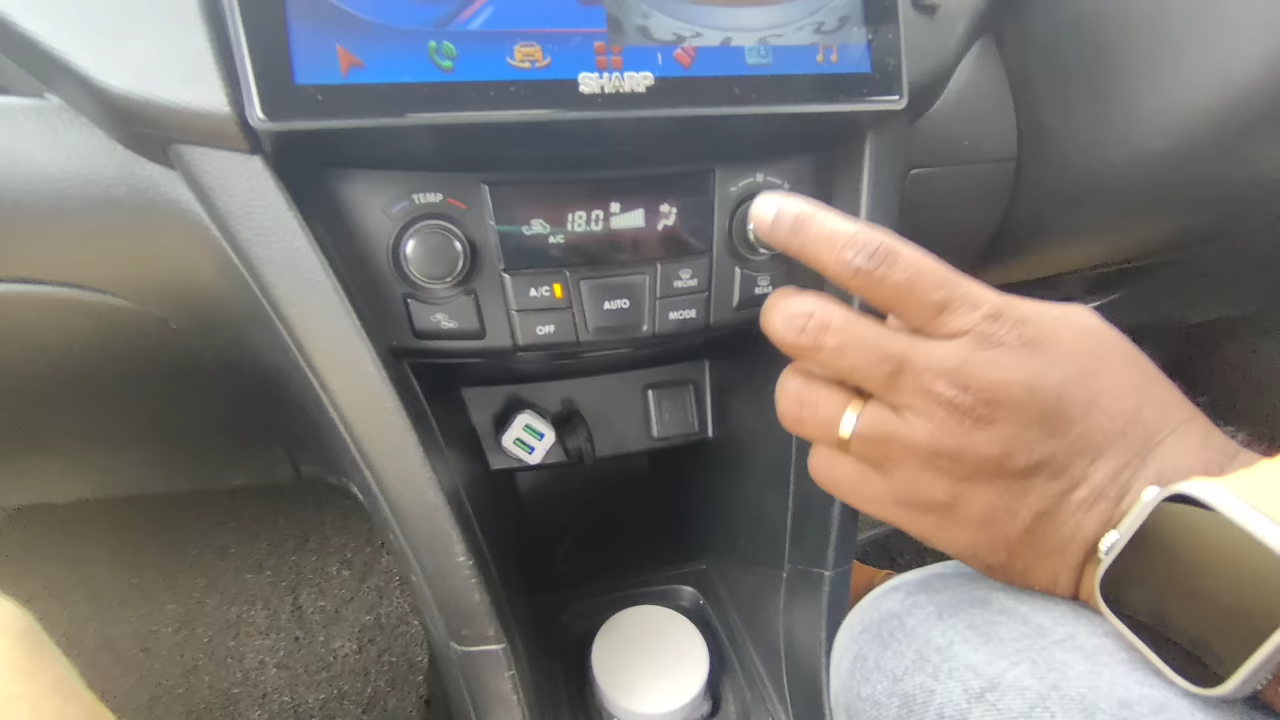 SHARP
TEMP
18.0
A/C
A/C
AUTO
FRONT
REAR
OFF
MODE